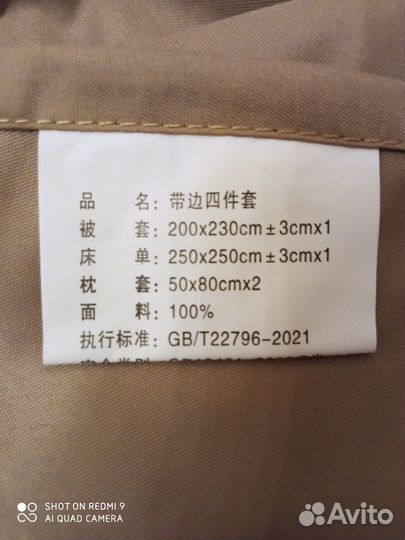 品 名: 带边四件套
被 套: 200x230cm±3cmx1
床 单: 250x250cm±3cmx1
枕 套: 50x80cmx2
面 料: 100%
执行标准: GB/T22796-2021
SHOT ON REDMI 9
AI QUAD CAMERA
Avito